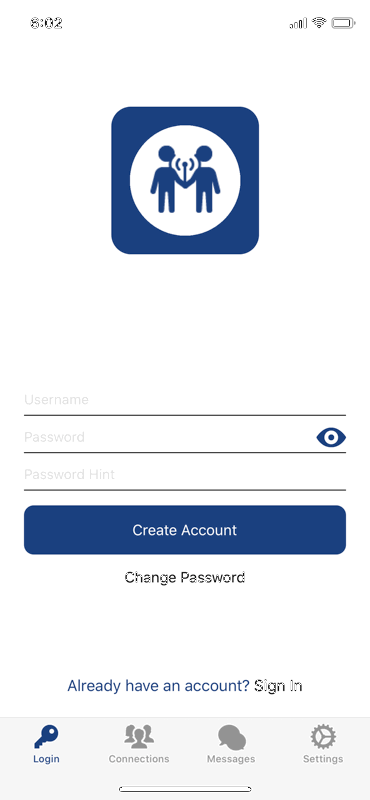 6:02
Username
Password
Password Hint
Create Account
Change Password
Already have an account? Sign In
Login
Connections
Messages
Settings